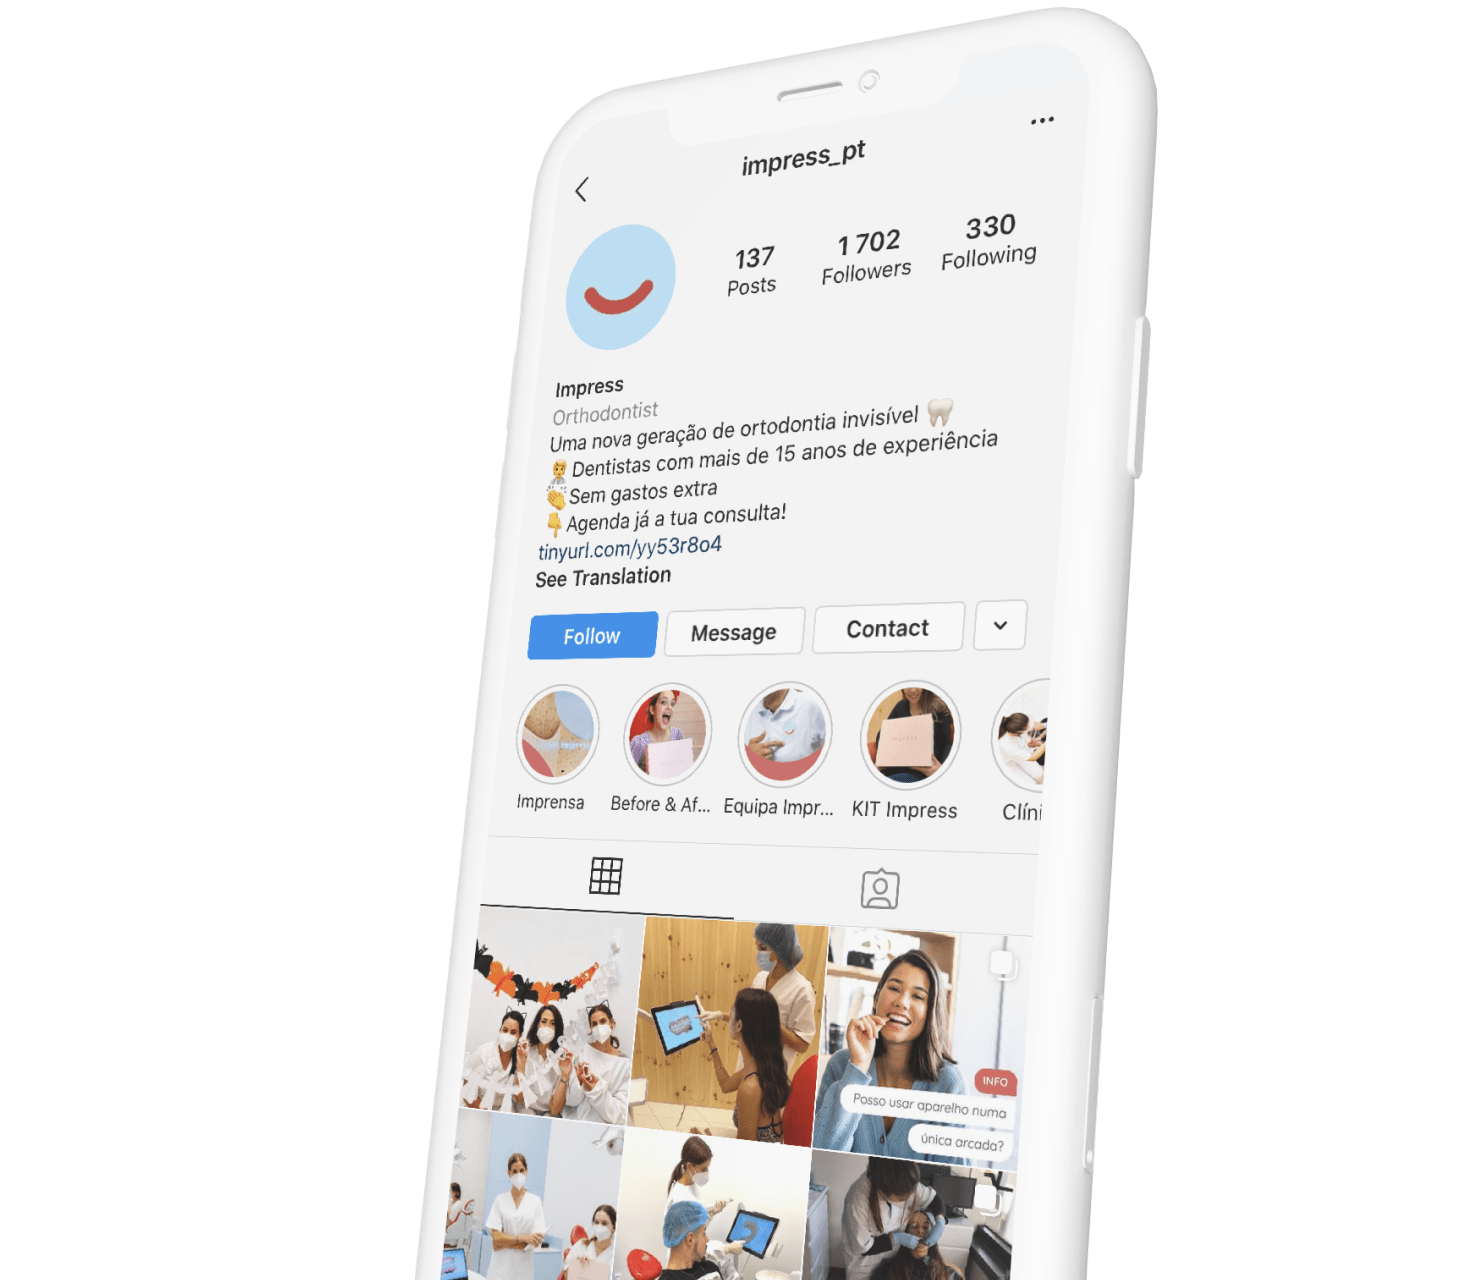 impress_pt
137
Posts
1 702
Followers
330
Following
Impress
Orthodontist
Uma nova geração de ortodontia invisível
Dentistas com mais de 15 anos de experiência
Sem gastos extra
Agenda já a tua consulta!
tinyurl.com/yy53r8o4
See Translation
Follow
Message
Contact
Imprensa
Before & Af...
Equipa Impr...
KIT Impress
Clíni
INFO
Posso usar aparelho numa
única arcada?